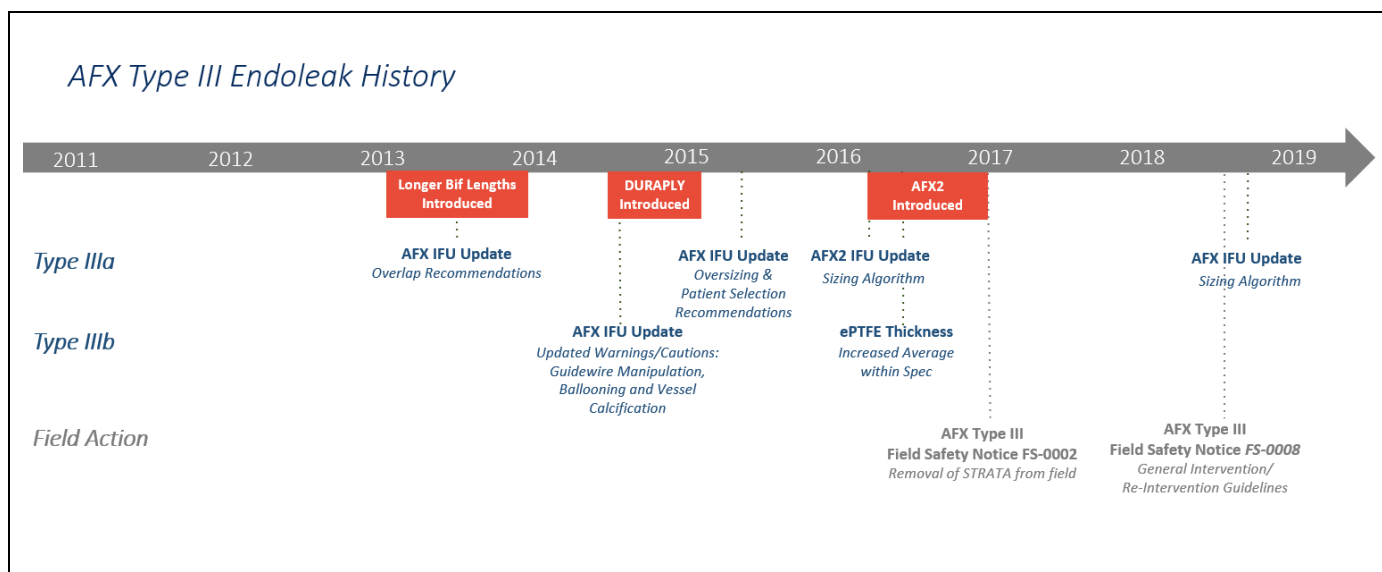 AFX Type III Endoleak History
2011 2012 2013 2014 2015 2016 2017 2018 2019
Longer Bif Lengths
Introduced
DURAPLY
Introduced
AFX2
Introduced
Type IIIa
AFX IFU Update
Overlap Recommendations
AFX IFU Update
Oversizing &
Patient Selection
Recommendations
AFX2 IFU Update
Sizing Algorithm
AFX IFU Update
Sizing Algorithm
Type IIIb
AFX IFU Update
Updated Warnings/Cautions:
Guidewire Manipulation,
Ballooning and Vessel
Calcification
ePTFE Thickness
Increased Average
within Spec
Field Action
AFX Type III
Field Safety Notice FS-0002
Removal of STRATA from field
AFX Type III
Field Safety Notice FS-0008
General Intervention/
Re-Intervention Guidelines